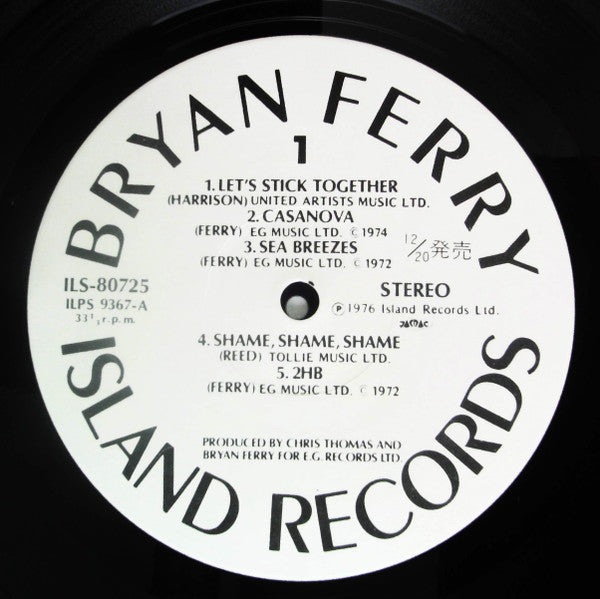 BRYAN FERRY
1
1. LET'S STICK TOGETHER
(HARRISON) UNITED ARTISTS MUSIC LTD.
2. CASANOVA
(FERRY) EG MUSIC LTD. © 1974
3. SEA BREEZES
(FERRY) EG MUSIC LTD. © 1972
12/20発売
ILS-80725
ILPS 9367-A
33⅓ r.p.m.
STEREO
℗ 1976 Island Records Ltd.
4. SHAME, SHAME, SHAME
(REED) TOLLIE MUSIC LTD.
5. 2HB
(FERRY) EG MUSIC LTD. © 1972
PRODUCED BY CHRIS THOMAS AND
BRYAN FERRY FOR E.G. RECORDS LTD.
ISLAND RECORDS